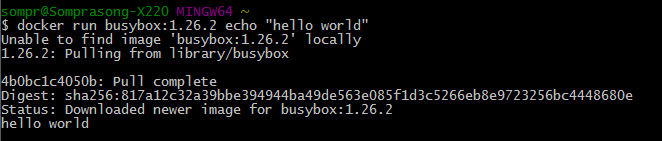 sompr@Somprasong-X220 MINGW64 ~
$ docker run busybox:1.26.2 echo "hello world"
Unable to find image 'busybox:1.26.2' locally
1.26.2: Pulling from library/busybox
4b0bc1c4050b: Pull complete
Digest: sha256:817a12c32a39bbe394944ba49de563e085f1d3c5266eb8e9723256bc4448680e
Status: Downloaded newer image for busybox:1.26.2
hello world